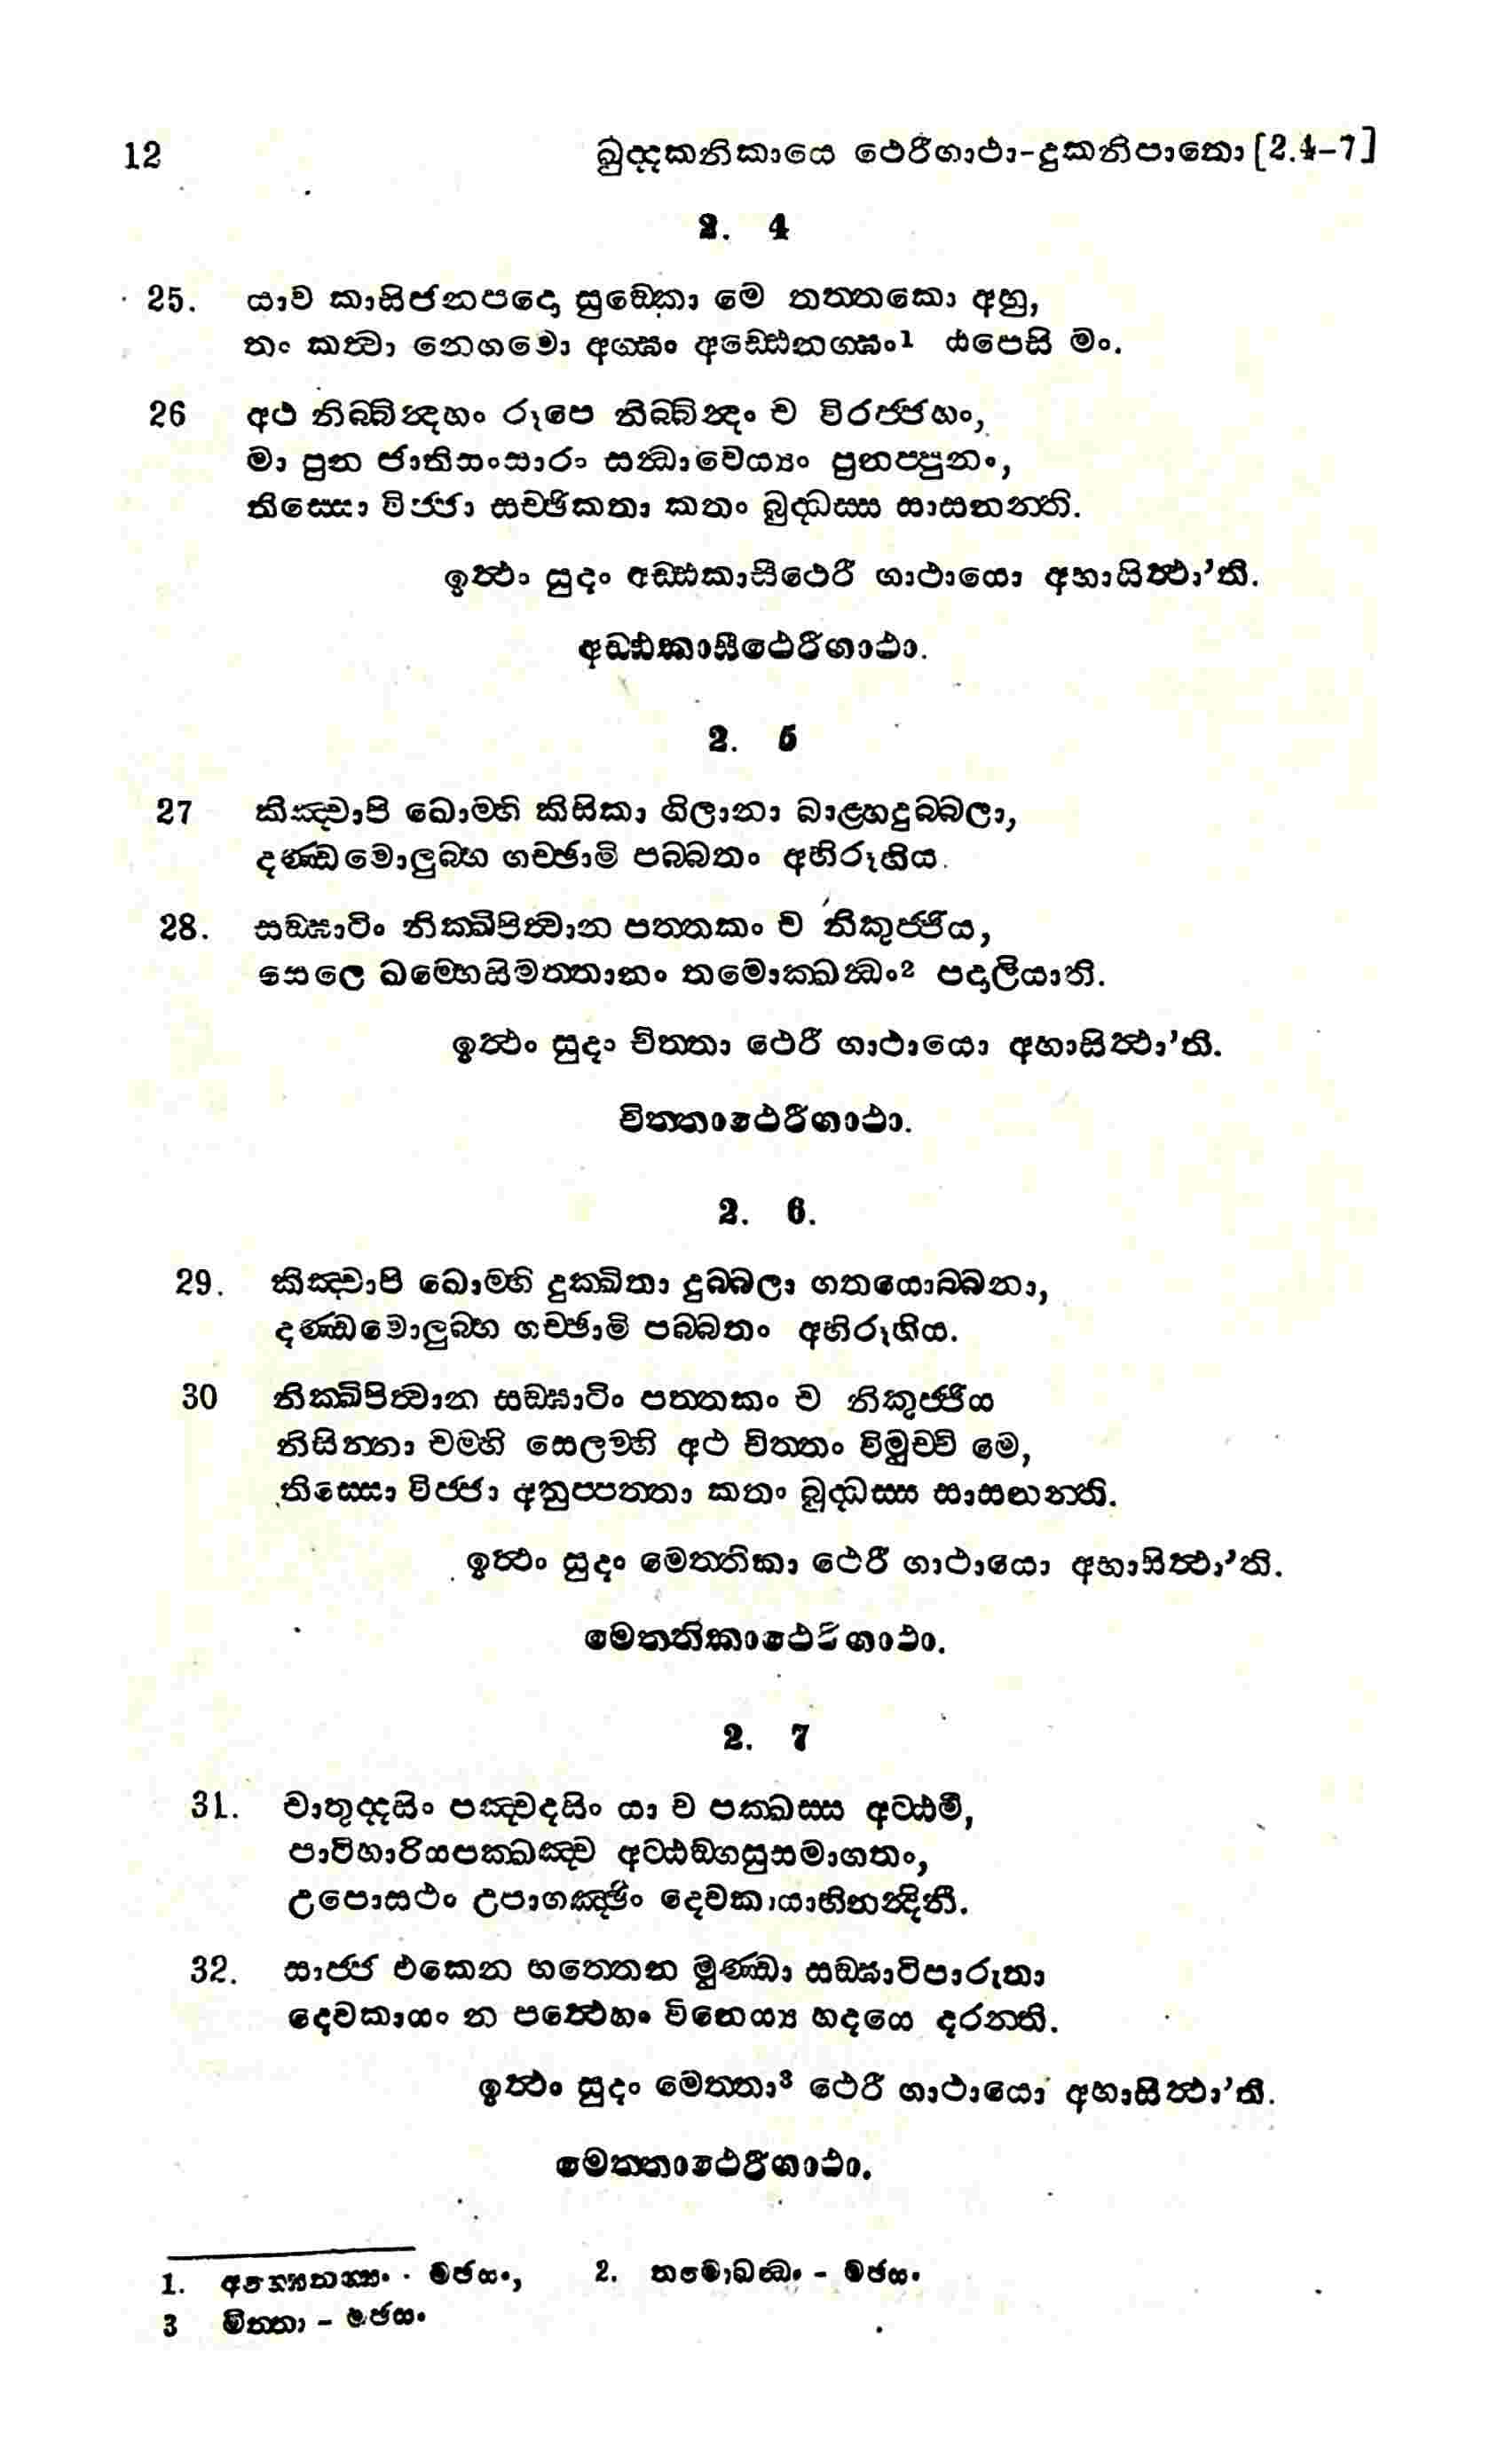 12 ඛුද්දකනිකායෙ ථෙරීගාථා-දුකනිපාතො [2.4-7]
2. 4
25. යාව කාසිජනපදො සුඞ්කො මෙ තත්තකො අහු,
තං කත්වා නෙගමො අග්ඝං අඩ්ඪෙනග්ඝං1 ඨපෙසි මං.
26 අථ නිබ්බින්දහං රූපෙ නිබ්බින්දං ච විරජ්ජහං,
මා පුන ජාතිසංසාරං සන්ධාවෙය්‍යං පුනප්පුනං,
තිස්සො විජ්ජා සච්ඡිකතා කතං බුද්ධස්ස සාසනන්ති.
ඉත්ථං සුදං අඩ්ඪකාසිථෙරී ගාථායො අභාසිත්ථා'ති.
අඩ්ඪකාසීථෙරීගාථා.
2. 5
27 කිඤ්චාපි ඛොම්හි කිසිකා ගිලානා බාළ්හදුබ්බලා,
දණ්ඩමොලුබ්භ ගච්ඡාමි පබ්බතං අභිරූහිය.
28. සඞ්ඝාටිං නික්ඛිපිත්වාන පත්තකං ච නිකුජ්ජිය,
සෙලෙ ඛම්භෙසිමත්තානං තමොක්ඛන්ධං2 පදාලියාති.
ඉත්ථං සුදං චිත්තා ථෙරී ගාථායො අභාසිත්ථා'ති.
චිත්තාථෙරීගාථා.
2. 6.
29. කිඤ්චාපි ඛොම්හි දුක්ඛිතා දුබ්බලා ගතයොබ්බනා,
දණ්ඩමොලුබ්භ ගච්ඡාමි පබ්බතං අභිරූහිය.
30 නික්ඛිපිත්වාන සඞ්ඝාටිං පත්තකං ච නිකුජ්ජිය
නිසින්නා චම්හි සෙලම්හි අථ චිත්තං විමුච්චි මෙ,
තිස්සො විජ්ජා අනුප්පත්තා කතං බුද්ධස්ස සාසනන්ති.
ඉත්ථං සුදං මෙත්තිකා ථෙරී ගාථායො අභාසිත්ථා'ති.
මෙත්තිකාථෙරීගාථා.
2. 7
31. චාතුද්දසිං පඤ්චදසිං යා ච පක්ඛස්ස අට්ඨමී,
පාටිහාරියපක්ඛඤ්ච අට්ඨඞ්ගසුසමාගතං,
උපොසථං උපාගඤ්ඡිං දෙවකායාභිනන්දිනී.
32. සාජ්ජ එකෙන භත්තෙන මුණ්ඩා සඞ්ඝාටිපාරුතා
දෙවකායං න පත්ථෙහං විනෙය්‍ය හදයෙ දරන්ති.
ඉත්ථං සුදං මෙත්තා3 ථෙරී ගාථායො අභාසිත්ථා'ති.
මෙත්තාථෙරීගාථා.
1. මජසං, 2. තමොඛන්ධං - මජසං
3 මිත්තා - මජසං